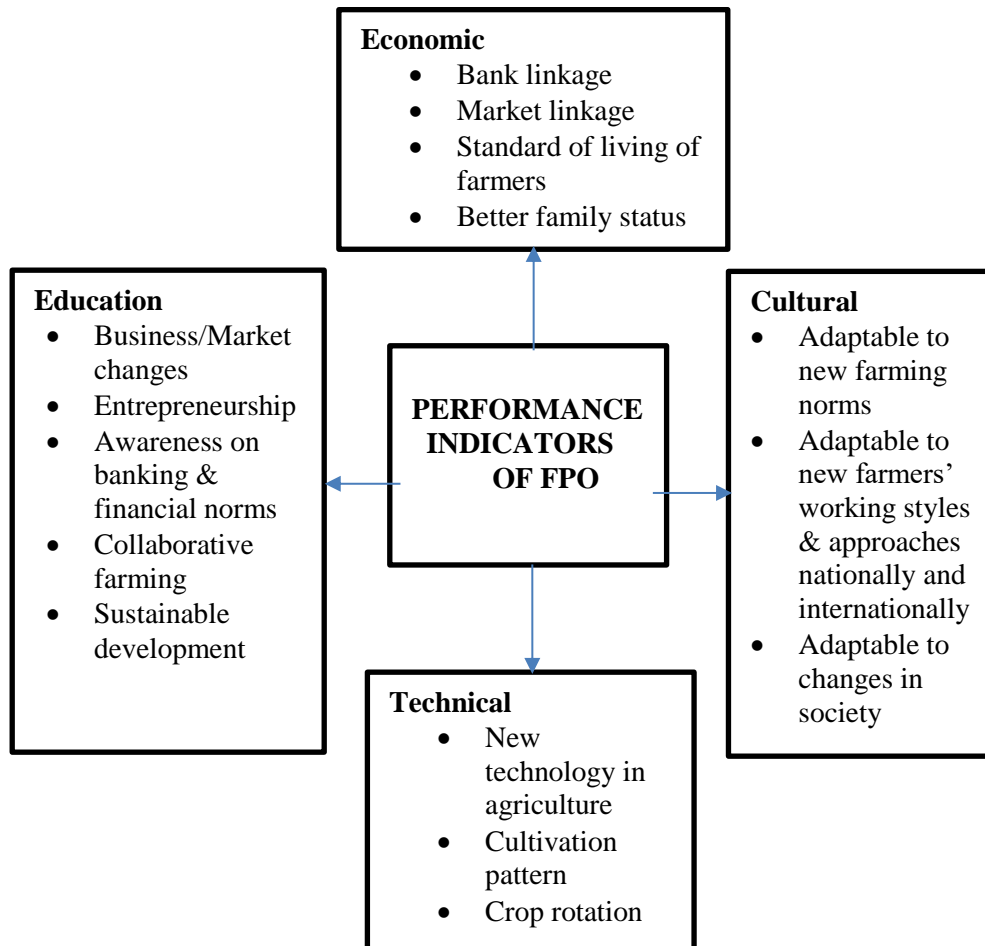 Economic
• Bank linkage
• Market linkage
• Standard of living of
farmers
• Better family status
Education
• Business/Market
changes
• Entrepreneurship
• Awareness on
banking &
financial norms
• Collaborative
farming
• Sustainable
development
PERFORMANCE
INDICATORS
OF FPO
Cultural
• Adaptable to
new farming
norms
• Adaptable to
new farmers’
working styles
& approaches
nationally and
internationally
• Adaptable to
changes in
society
Technical
• New
technology in
agriculture
• Cultivation
pattern
• Crop rotation